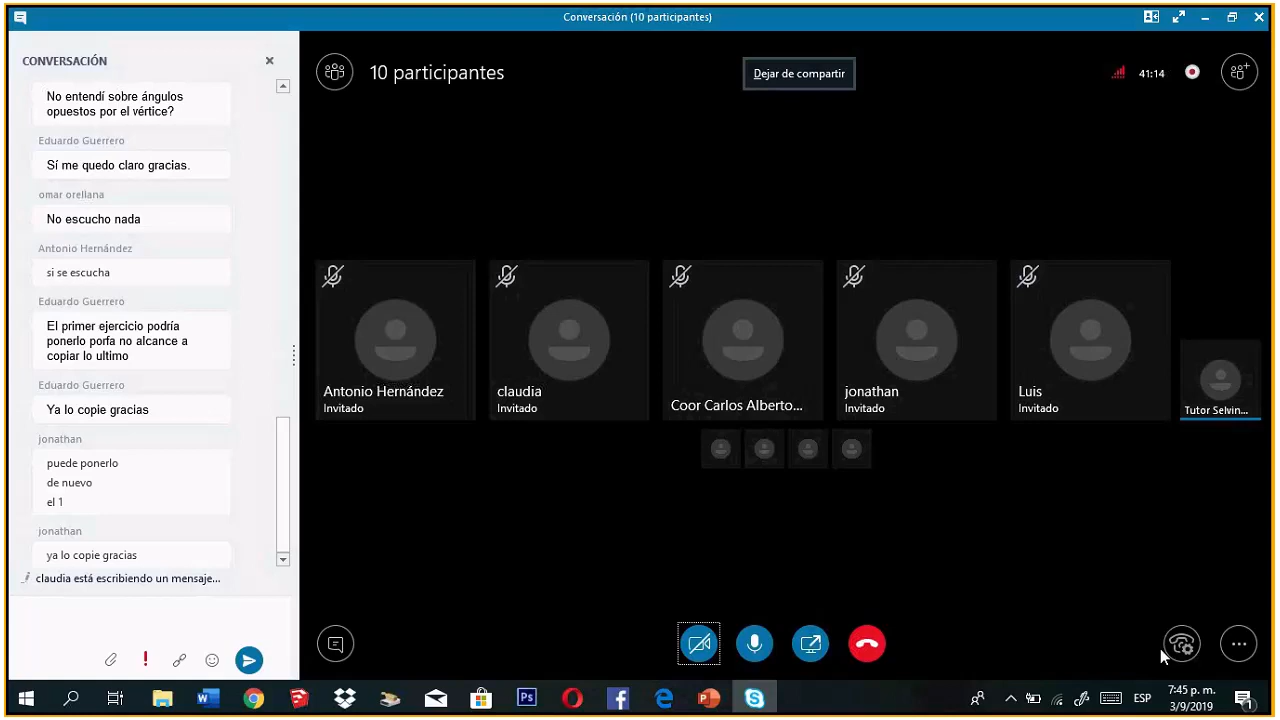 Conversación (10 participantes)
CONVERSACIÓN
No entendí sobre ángulos
opuestos por el vértice?
Eduardo Guerrero
Sí me quedo claro gracias.
omar orellana
No escucho nada
Antonio Hernández
si se escucha
Eduardo Guerrero
El primer ejercicio podría
ponerlo porfa no alcance a
copiar lo ultimo
Eduardo Guerrero
Ya lo copie gracias
jonathan
puede ponerlo
de nuevo
el 1
jonathan
ya lo copie gracias
claudia está escribiendo un mensaje...
10 participantes
Dejar de compartir
41:14
Antonio Hernández
Invitado
claudia
Invitado
Coor Carlos Alberto...
jonathan
Invitado
Luis
Invitado
Tutor Selvin...
ESP
7:45 p. m.
3/9/2019